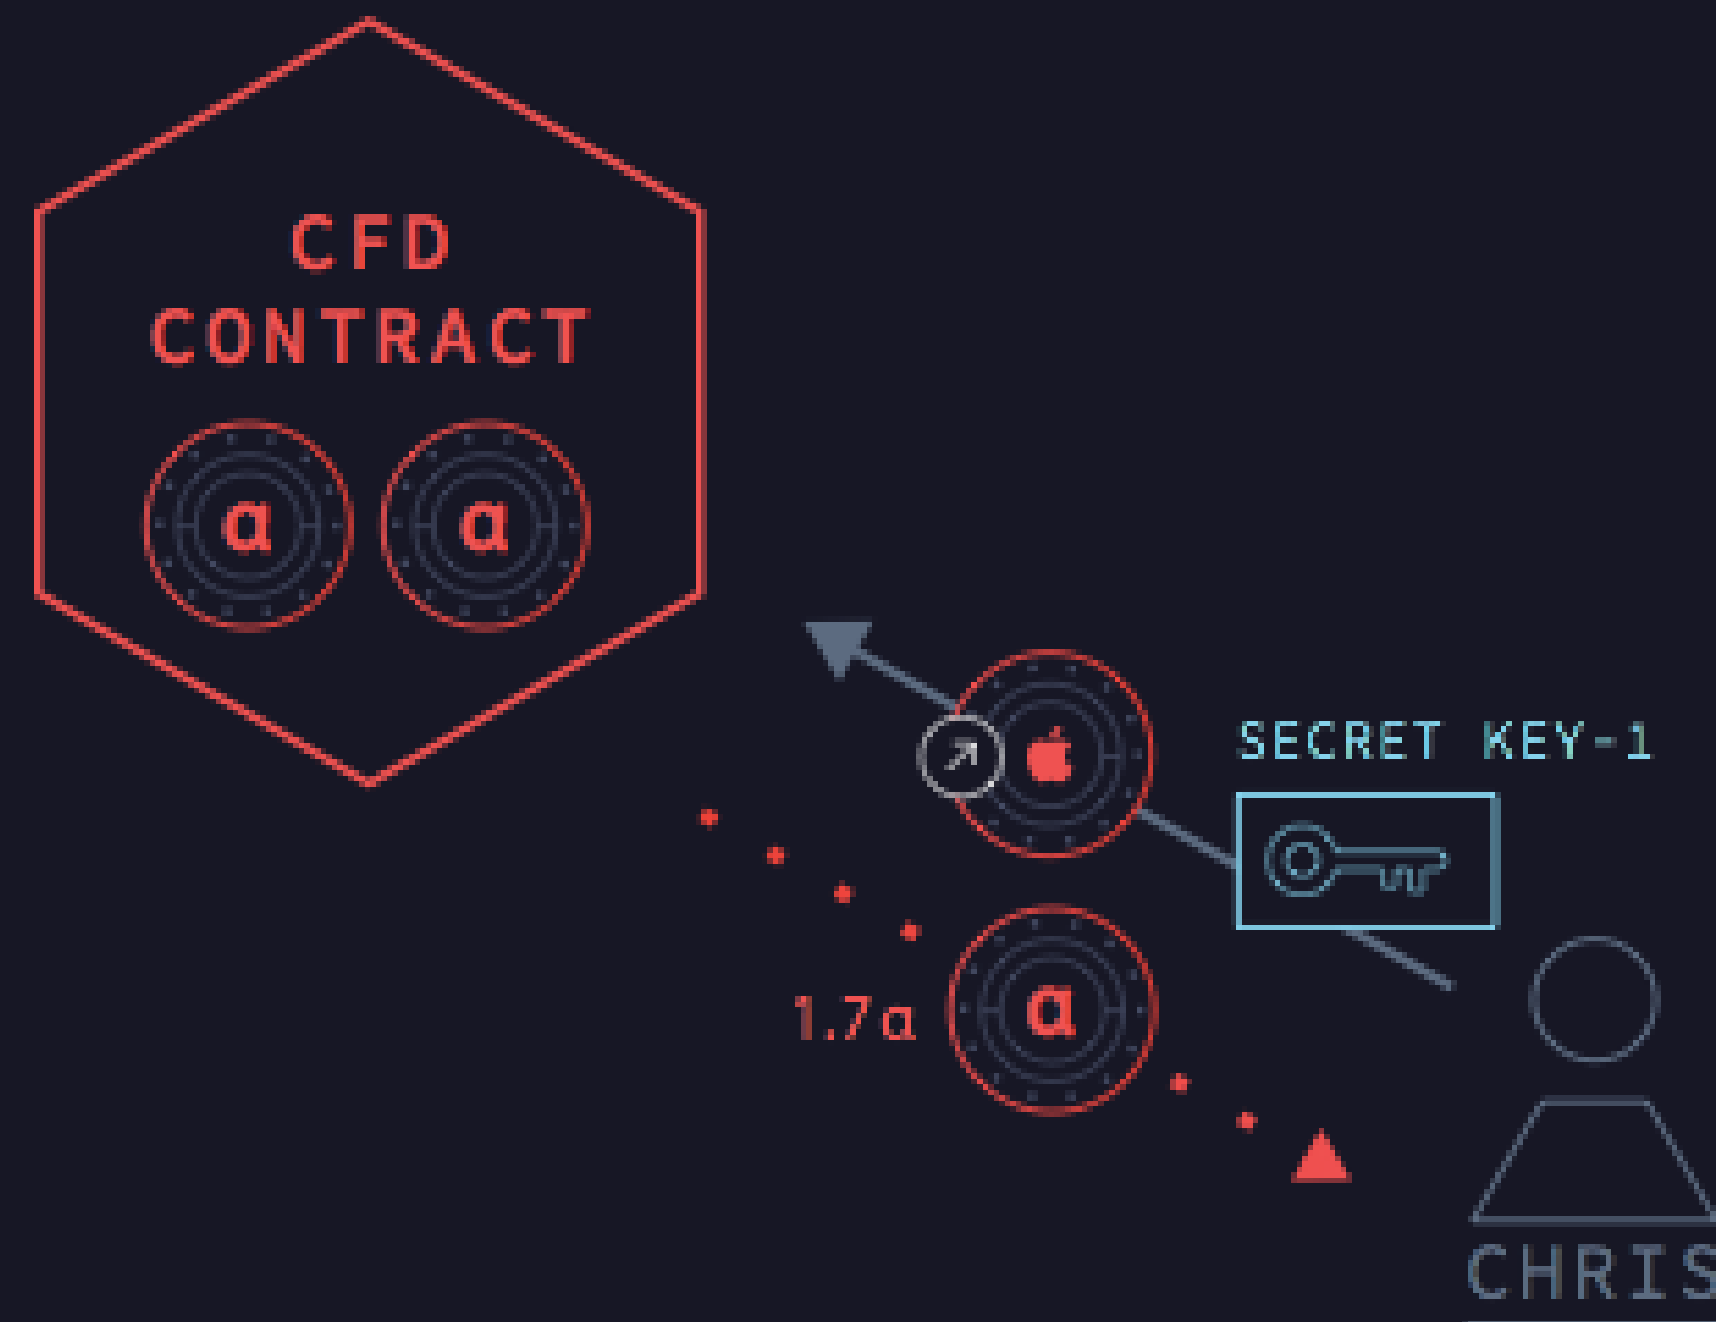 CFD
CONTRACT
α α
SECRET KEY-1
1.7α
α
CHRIS